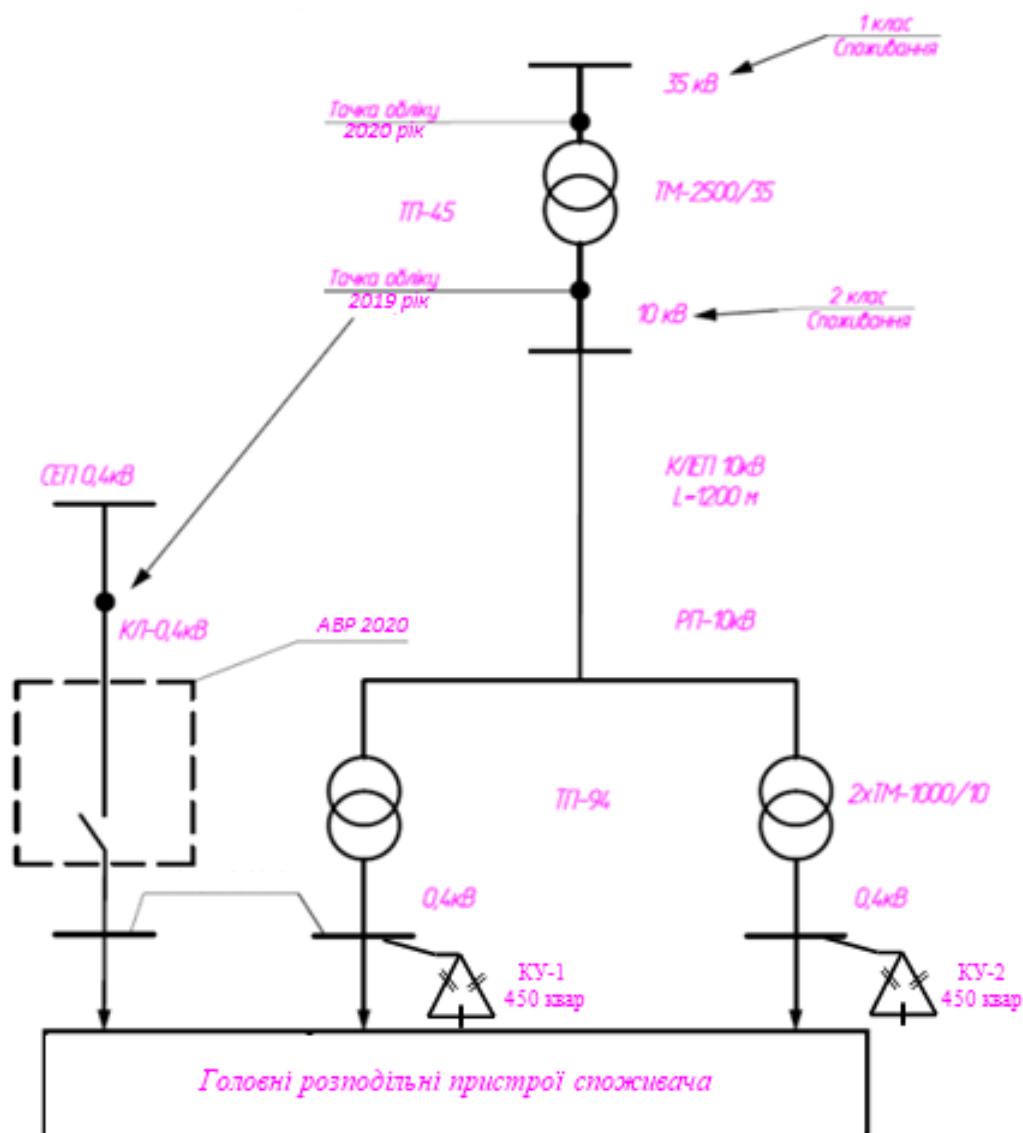 1 клас
Споживання
35 кВ
Точка обліку
2020 рік
ТМ-2500/35
ТП-45
Точка обліку
2019 рік
2 клас
Споживання
10 кВ
СЕП 0,4кВ
КЛЕП 10кВ
L=1200 м
КЛ-0,4кВ
АВР 2020
РП-10кВ
ТП-94
2хТМ-1000/10
0,4кВ
0,4кВ
КУ-1
450 квар
КУ-2
450 квар
Головні розподільні пристрої споживача